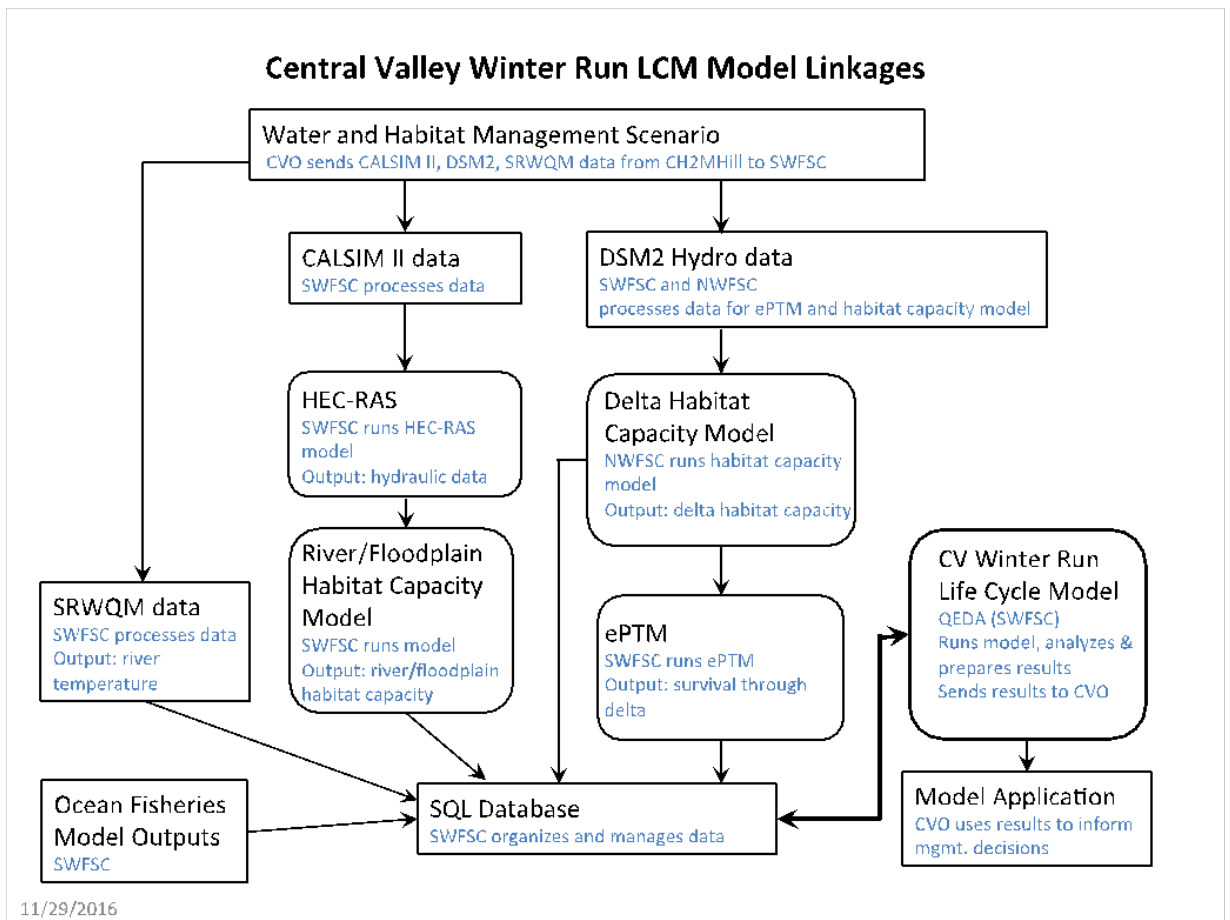 Central Valley Winter Run LCM Model Linkages
Water and Habitat Management Scenario
CVO sends CALSIM II, DSM2, SRWQM data from CH2MHill to SWFSC
CALSIM II data
SWFSC processes data
DSM2 Hydro data
SWFSC and NWFSC
processes data for ePTM and habitat capacity model
HEC-RAS
SWFSC runs HEC-RAS
model
Output: hydraulic data
Delta Habitat
Capacity Model
NWFSC runs habitat capacity
model
Output: delta habitat capacity
River/Floodplain
Habitat Capacity
Model
SWFSC runs model
Output: river/floodplain
habitat capacity
CV Winter Run
Life Cycle Model
QEDA (SWFSC)
Runs model, analyzes &
prepares results
Sends results to CVO
SRWQM data
SWFSC processes data
Output: river
temperature
ePTM
SWFSC runs ePTM
Output: survival through
delta
Ocean Fisheries
Model Outputs
SWFSC
SQL Database
SWFSC organizes and manages data
Model Application
CVO uses results to inform
mgmt. decisions
11/29/2016